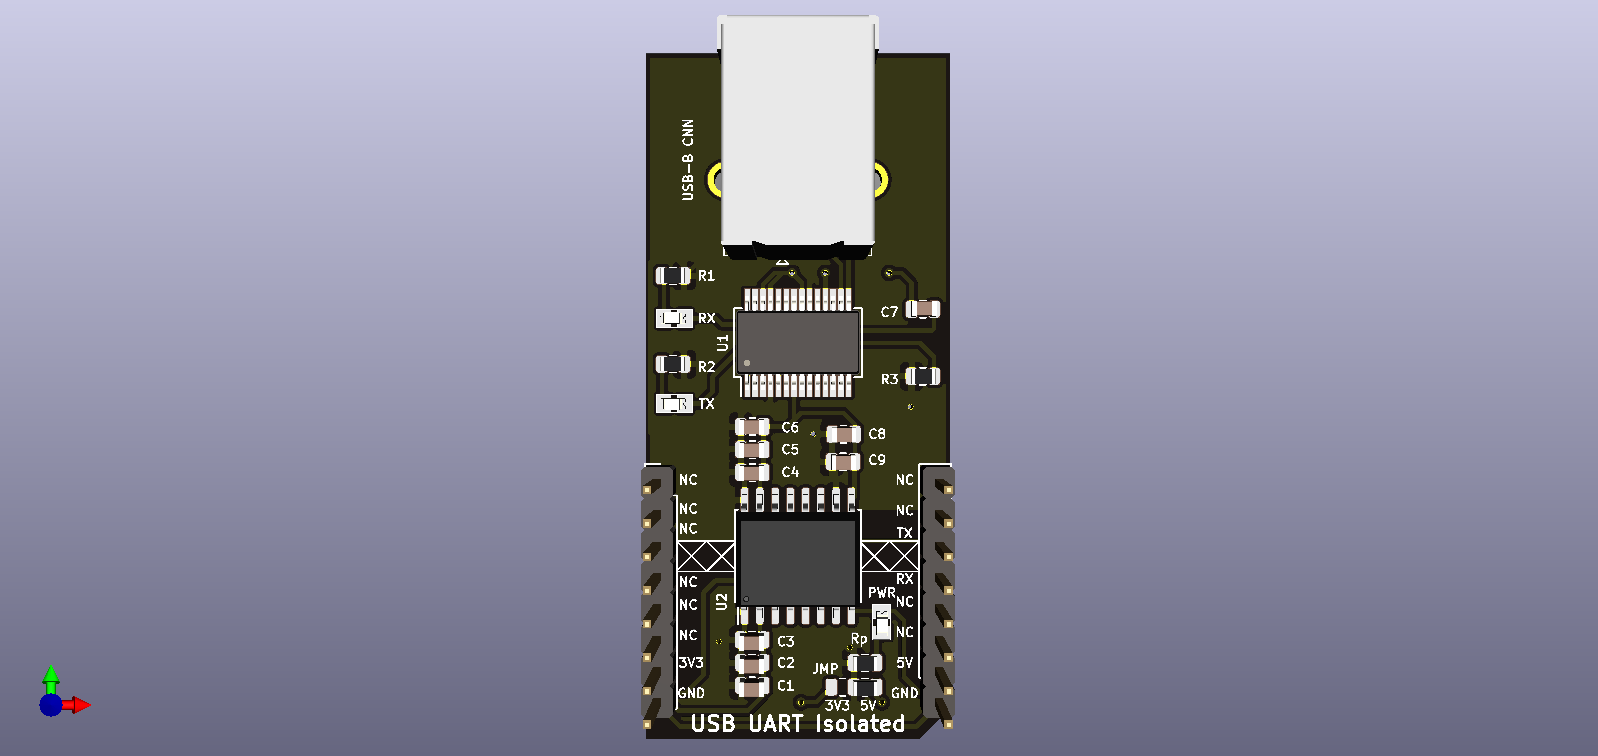 USB-B CNN
R1
RX
C7
U1
R2
R3
TX
C6
C8
C5
C9
C4
NC
NC
NC
NC
NC
TX
NC
RX
U2
PWR
NC
NC
NC
Rp
NC
C3
3V3
C2
JMP
5V
C1
GND
GND
3V3 5V
USB UART Isolated